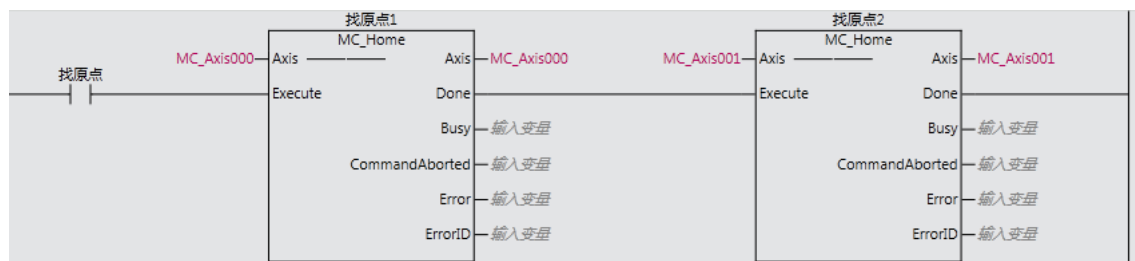 找原点1 找原点2
MC_Home MC_Home
MC_Axis000 Axis Axis MC_Axis000 MC_Axis001 Axis Axis MC_Axis001
找原点
Execute Done Execute Done
Busy 输入变量 Busy 输入变量
CommandAborted 输入变量 CommandAborted 输入变量
Error 输入变量 Error 输入变量
ErrorID 输入变量 ErrorID 输入变量